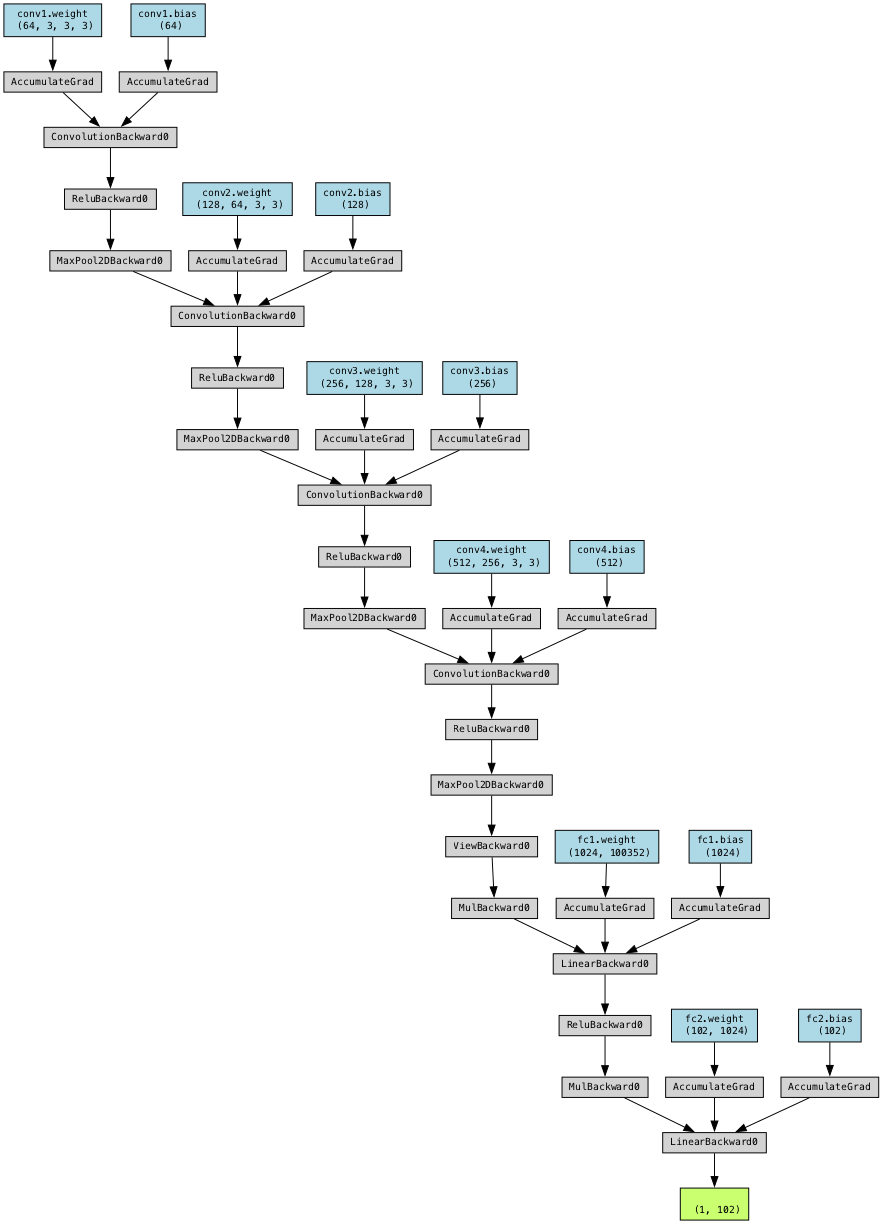 conv1.weight
(64, 3, 3, 3)
conv1.bias
(64)
AccumulateGrad
AccumulateGrad
ConvolutionBackward0
ReluBackward0
conv2.weight
(128, 64, 3, 3)
conv2.bias
(128)
MaxPool2DBackward0
AccumulateGrad
AccumulateGrad
ConvolutionBackward0
ReluBackward0
conv3.weight
(256, 128, 3, 3)
conv3.bias
(256)
MaxPool2DBackward0
AccumulateGrad
AccumulateGrad
ConvolutionBackward0
ReluBackward0
conv4.weight
(512, 256, 3, 3)
conv4.bias
(512)
MaxPool2DBackward0
AccumulateGrad
AccumulateGrad
ConvolutionBackward0
ReluBackward0
MaxPool2DBackward0
ViewBackward0
fc1.weight
(1024, 100352)
fc1.bias
(1024)
MulBackward0
AccumulateGrad
AccumulateGrad
LinearBackward0
ReluBackward0
fc2.weight
(102, 1024)
fc2.bias
(102)
MulBackward0
AccumulateGrad
AccumulateGrad
LinearBackward0
(1, 102)